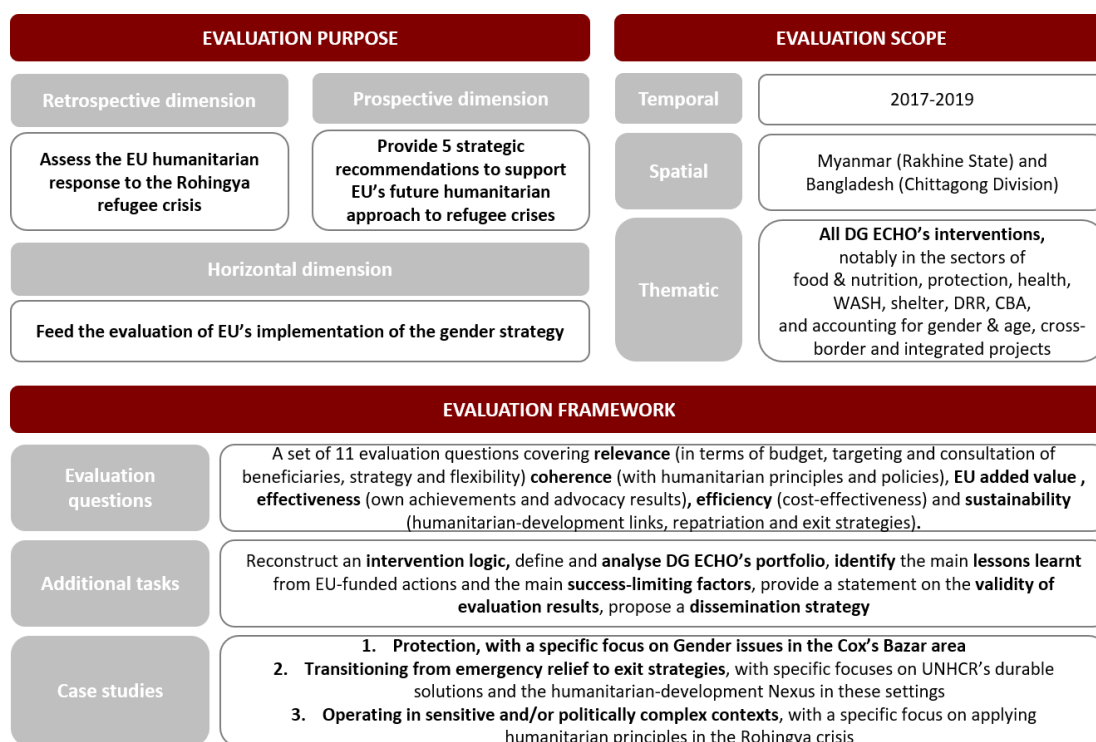 EVALUATION PURPOSE
Retrospective dimension
Prospective dimension
Assess the EU humanitarian
response to the Rohingya
refugee crisis
Provide 5 strategic
recommendations to support
EU's future humanitarian
approach to refugee crises
Horizontal dimension
Feed the evaluation of EU's implementation of the gender strategy
EVALUATION SCOPE
Temporal
2017-2019
Spatial
Myanmar (Rakhine State) and
Bangladesh (Chittagong Division)
Thematic
All DG ECHO's interventions,
notably in the sectors of
food & nutrition, protection, health,
WASH, shelter, DRR, CBA,
and accounting for gender & age, cross-
border and integrated projects
EVALUATION FRAMEWORK
Evaluation
questions
A set of 11 evaluation questions covering relevance (in terms of budget, targeting and consultation of
beneficiaries, strategy and flexibility) coherence (with humanitarian principles and policies), EU added value ,
effectiveness (own achievements and advocacy results), efficiency (cost-effectiveness) and sustainability
(humanitarian-development links, repatriation and exit strategies).
Additional tasks
Reconstruct an intervention logic, define and analyse DG ECHO's portfolio, identify the main lessons learnt
from EU-funded actions and the main success-limiting factors, provide a statement on the validity of
evaluation results, propose a dissemination strategy
Case studies
1. Protection, with a specific focus on Gender issues in the Cox's Bazar area
2. Transitioning from emergency relief to exit strategies, with specific focuses on UNHCR's durable
solutions and the humanitarian-development Nexus in these settings
3. Operating in sensitive and/or politically complex contexts, with a specific focus on applying
humanitarian principles in the Rohingya crisis